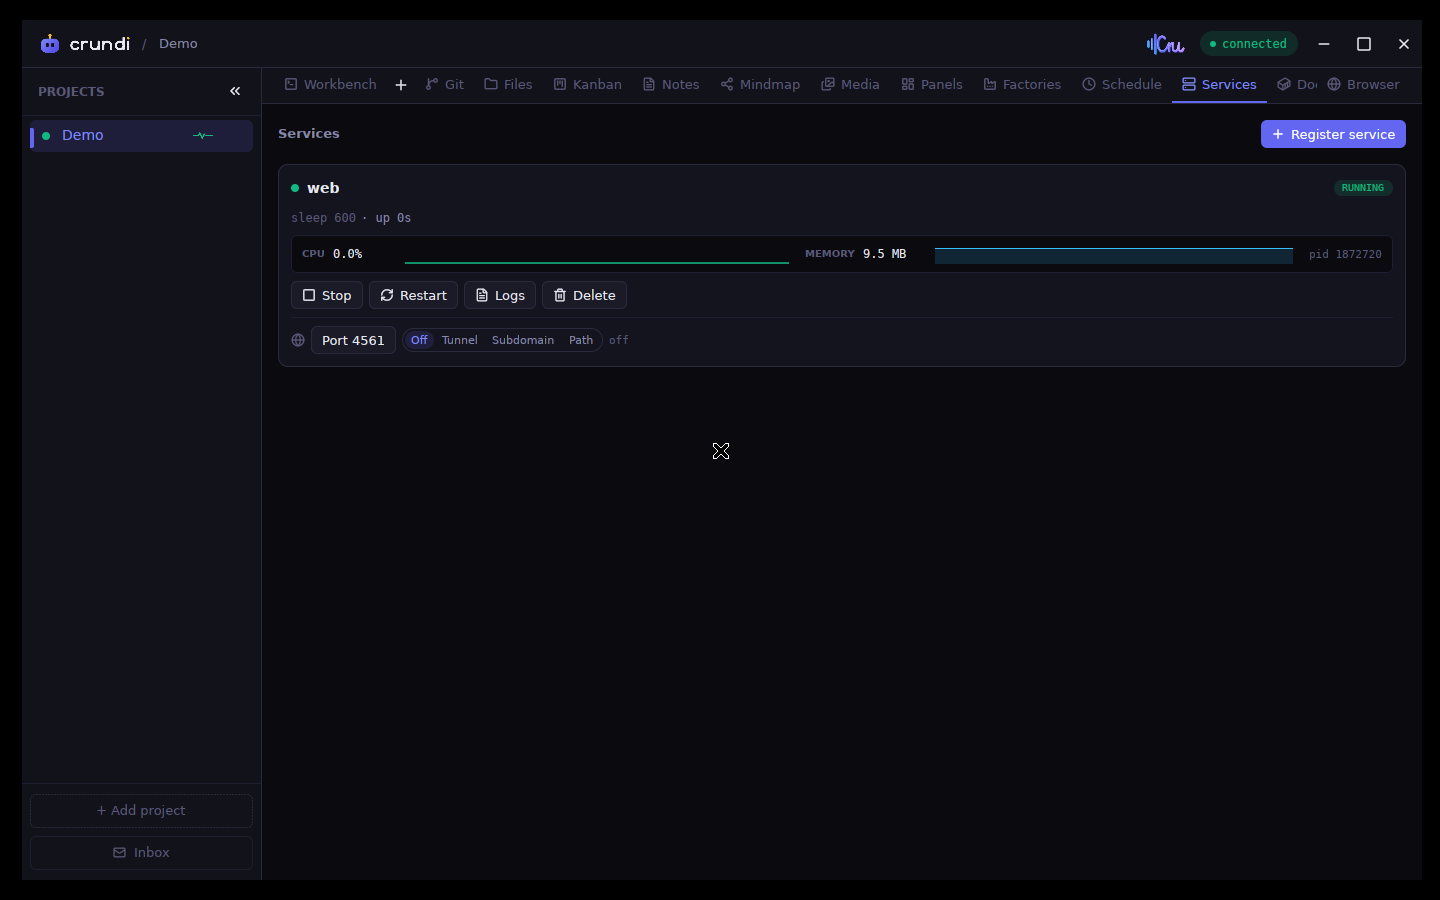 crundi / Demo
Cru
connected
PROJECTS
Workbench
Git
Files
Kanban
Notes
Mindmap
Media
Panels
Factories
Schedule
Services
Browser
Demo
Services
+ Register service
web
RUNNING
sleep 600 · up 0s
CPU 0.0%
MEMORY 9.5 MB
pid 1872720
Stop
Restart
Logs
Delete
Port 4561
Off
Tunnel
Subdomain
Path
off
+ Add project
Inbox